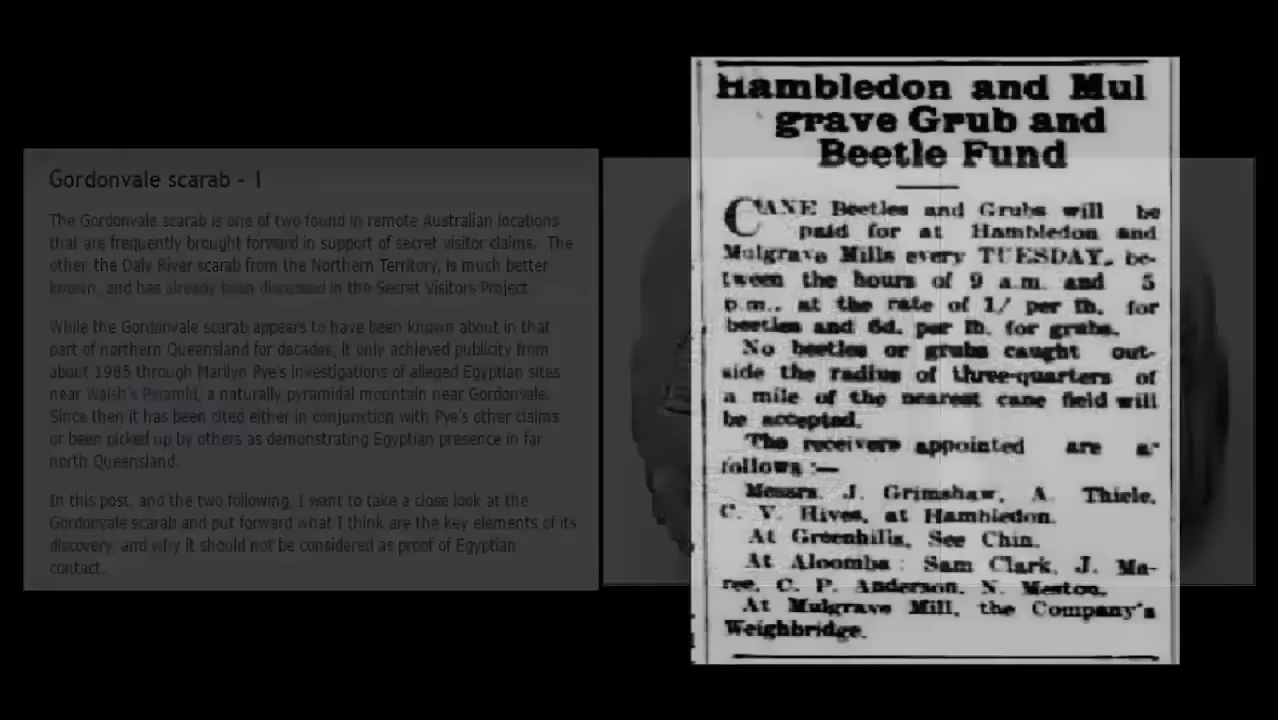 Gordonvale scarab - 1
The Gordonvale scarab is one of two found in remote Australian locations
that are frequently brought forward in support of secret visitor claims. The
other the Daly River scarab from the Northern Territory, is much better
known, and has already been discussed in the Secret Visitors Project
While the Gordonvale scarab appears to have been known about in that
part of northern Queensland for decades, it only achieved publicity from
about 1985 through Marilyn Pye's investigations of alleged Egyptian sites
near Walsh's Pyramid, a naturally pyramidal mountain near Gordonvale.
Since then it has been cited either in conjunction with Pye's other claims
or been picked up by others as demonstrating Egyptian presence in far
north Queensland.
In this post, and the two following, I want to take a close look at the
Gordonvale scarab and put forward what I think are the key elements of its
discovery, and why it should not be considered as proof of Egyptian
contact.
Hambledon and Mul
grave Grub and
Beetle Fund
CANE Beetles and Grubs will be
paid for at Hambledon and
Mulgrave Mills every TUESDAY, be-
tween the hours of 9 a.m. and 5
p.m., at the rate of 1/ per lb. for
beetles and 6d. per lb. for grubs.
No beetles or grubs caught out-
side the radius of three-quarters of
a mile of the nearest cane field will
be accepted.
The receivers appointed are a
follows :—
Messrs. J. Grimshaw, A. Thiele,
C. V. Hives, at Hambledon.
At Greenhills, See Chin.
At Aloomba : Sam Clark, J. Ma-
ree, C. P. Anderson, N. Meston.
At Mulgrave Mill, the Company's
Weighbridge.